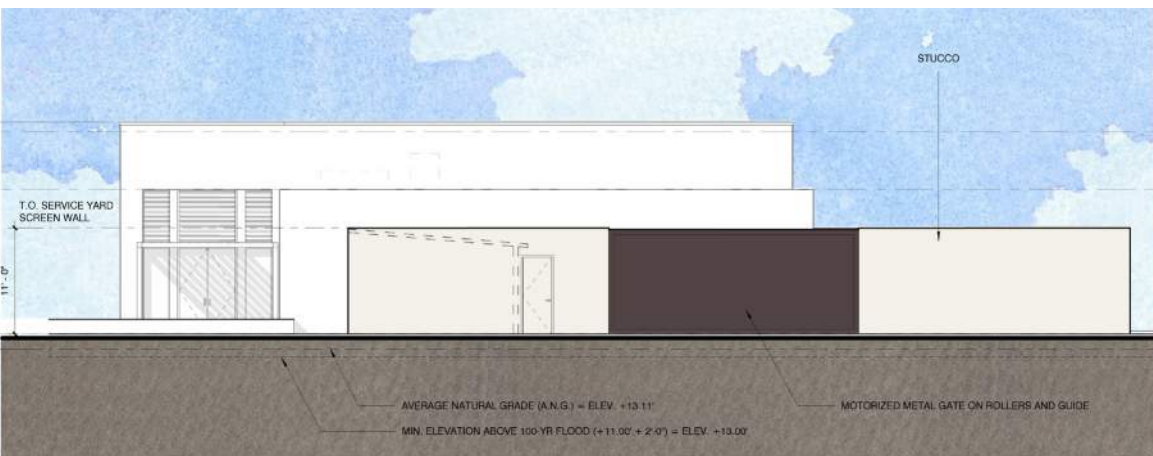 STUCCO
T.O. SERVICE YARD
SCREEN WALL
11' - 0"
AVERAGE NATURAL GRADE (A.N.G.) = ELEV. +13.11'
MOTORIZED METAL GATE ON ROLLERS AND GUIDE
MIN. ELEVATION ABOVE 100-YR FLOOD (+11.00' + 2'-0") = ELEV. +13.00'